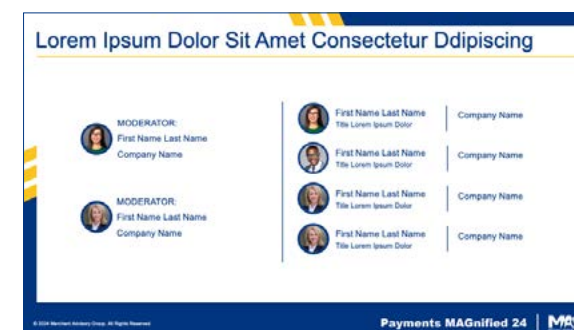 Lorem Ipsum Dolor Sit Amet Consectetur Ddipiscing
MODERATOR:
First Name Last Name
Company Name
MODERATOR:
First Name Last Name
Company Name
First Name Last Name
Title Lorem Ipsum Dolor
Company Name
First Name Last Name
Title Lorem Ipsum Dolor
Company Name
First Name Last Name
Title Lorem Ipsum Dolor
Company Name
First Name Last Name
Title Lorem Ipsum Dolor
Company Name
© 2024 Merchant Advisory Group. All Rights Reserved.
Payments MAGnified 24